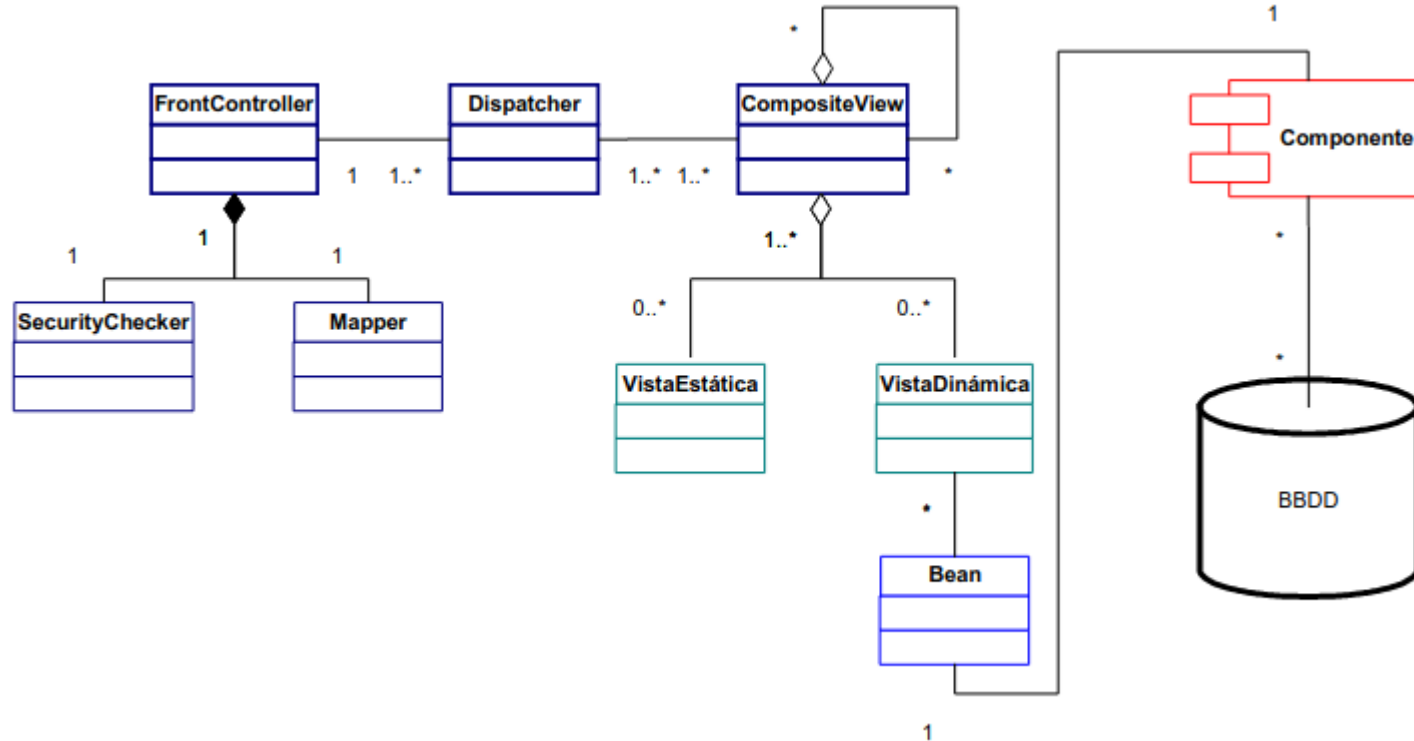 *
1
FrontController
Dispatcher
CompositeView
Componente
1
1..*
1..*
1..*
*
1
1
1
1..*
*
SecurityChecker
Mapper
0..*
0..*
*
VistaEstática
VistaDinámica
BBDD
*
Bean
1